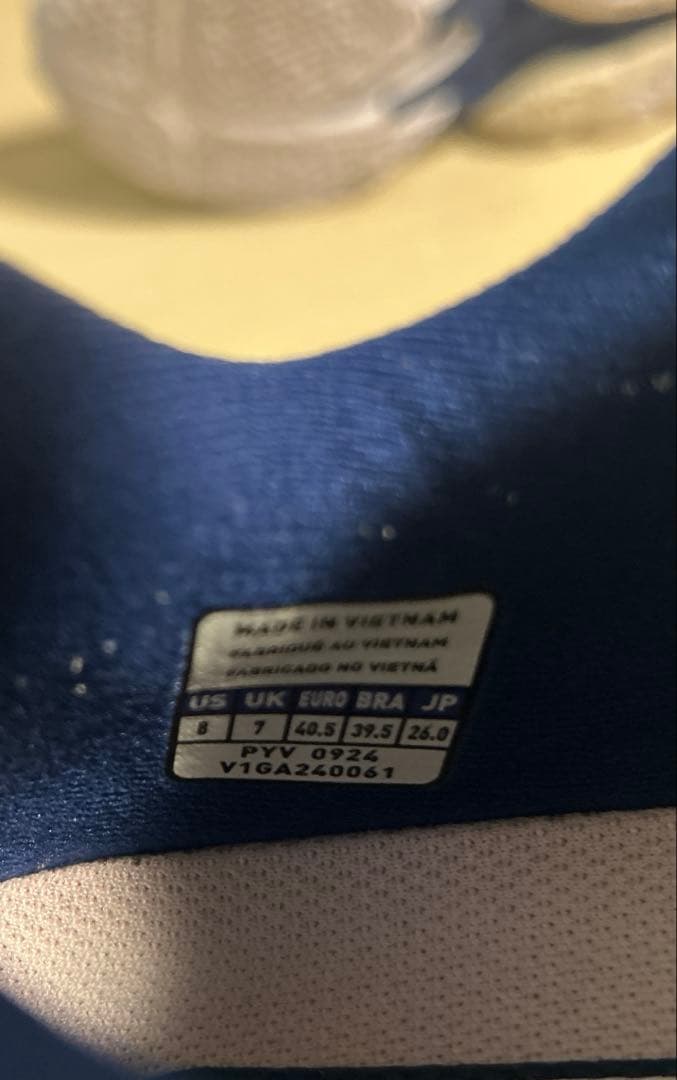 MADE IN VIETNAM
FABRIQUÉ AU VIETNAM
FABRICADO NO VIETNÃ
US UK EURO BRA JP
8 7 40.5 39.5 26.0
PYV 0924
V1GA240061